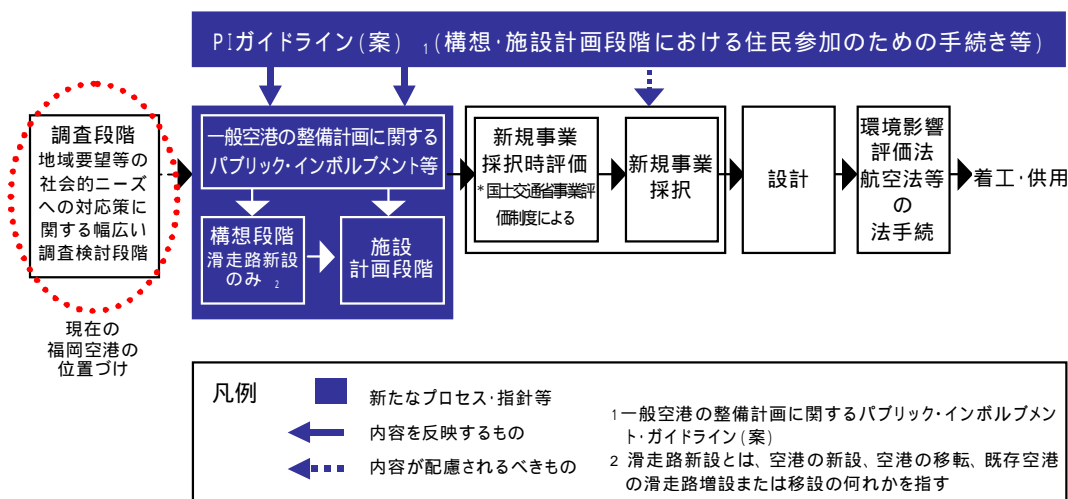 PIガイドライン(案) 1(構想・施設計画段階における住民参加のための手続き等)
調査段階
地域要望等の
社会的ニーズ
への対応策に
関する幅広い
調査検討段階
現在の
福岡空港の
位置づけ
一般空港の整備計画に関する
パブリック・インボルブメント等
構想段階
滑走路新設
のみ 2
施設
計画段階
新規事業
採択時評価
*国土交通省事業評
価制度による
新規事業
採択
設計
環境影響
評価法
航空法等
の
法手続
着工・供用
凡例
新たなプロセス・指針等
内容を反映するもの
内容が配慮されるべきもの
1一般空港の整備計画に関するパブリック・インボルブメン
ト・ガイドライン(案)
2 滑走路新設とは、空港の新設、空港の移転、既存空港
の滑走路増設または移設の何れかを指す